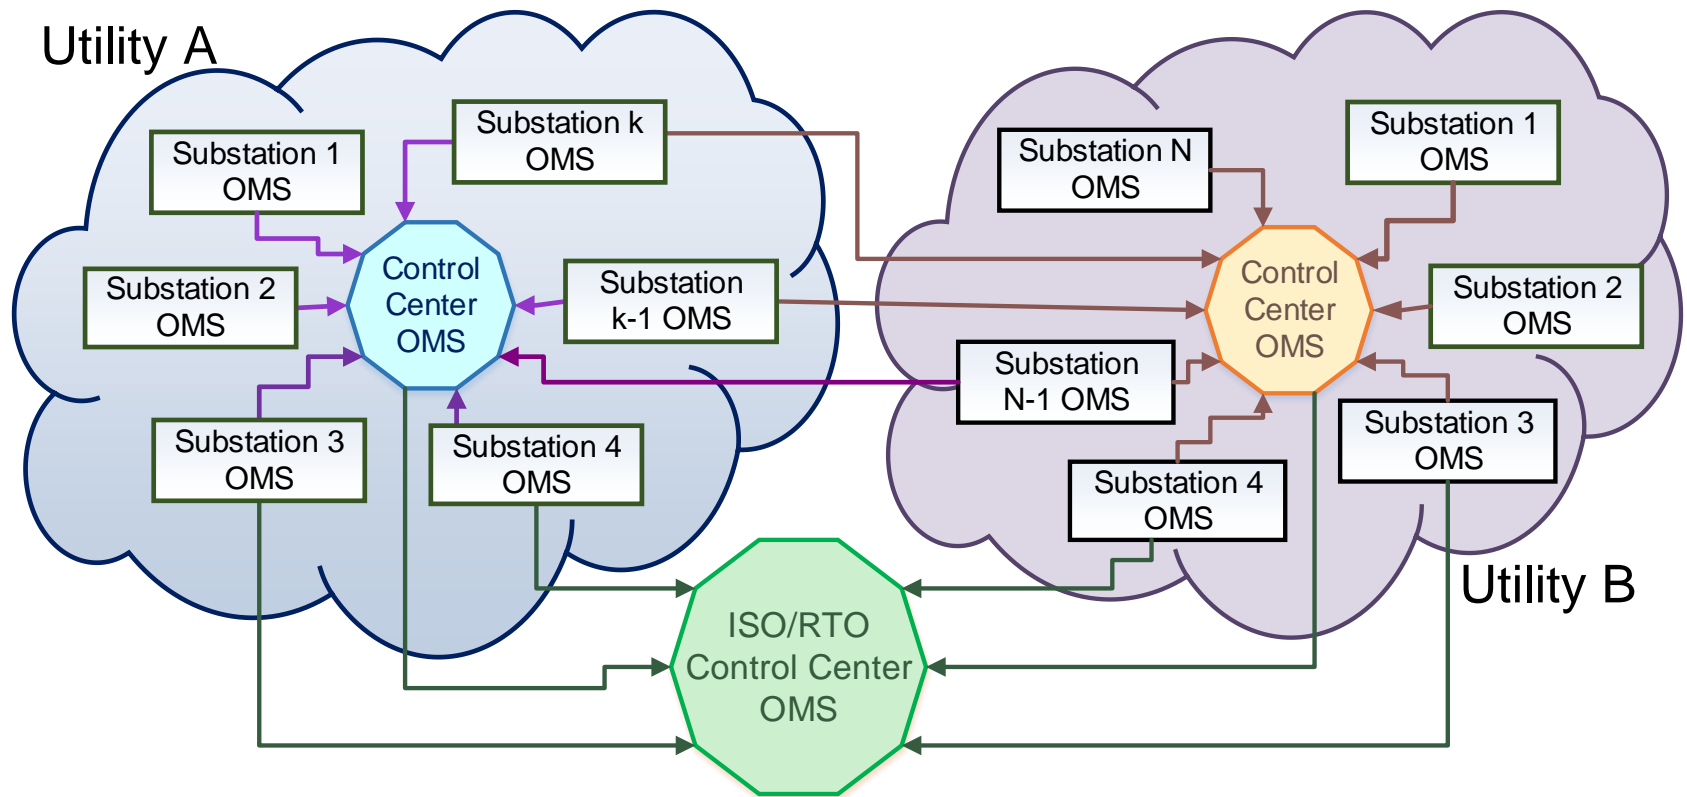 Utility A
Substation k
OMS
Substation 1
OMS
Substation 2
OMS
Control
Center
OMS
Substation
k-1 OMS
Substation 3
OMS
Substation 4
OMS
Substation N
OMS
Substation 1
OMS
Control
Center
OMS
Substation 2
OMS
Substation
N-1 OMS
Substation 3
OMS
Substation 4
OMS
Utility B
ISO/RTO
Control Center
OMS